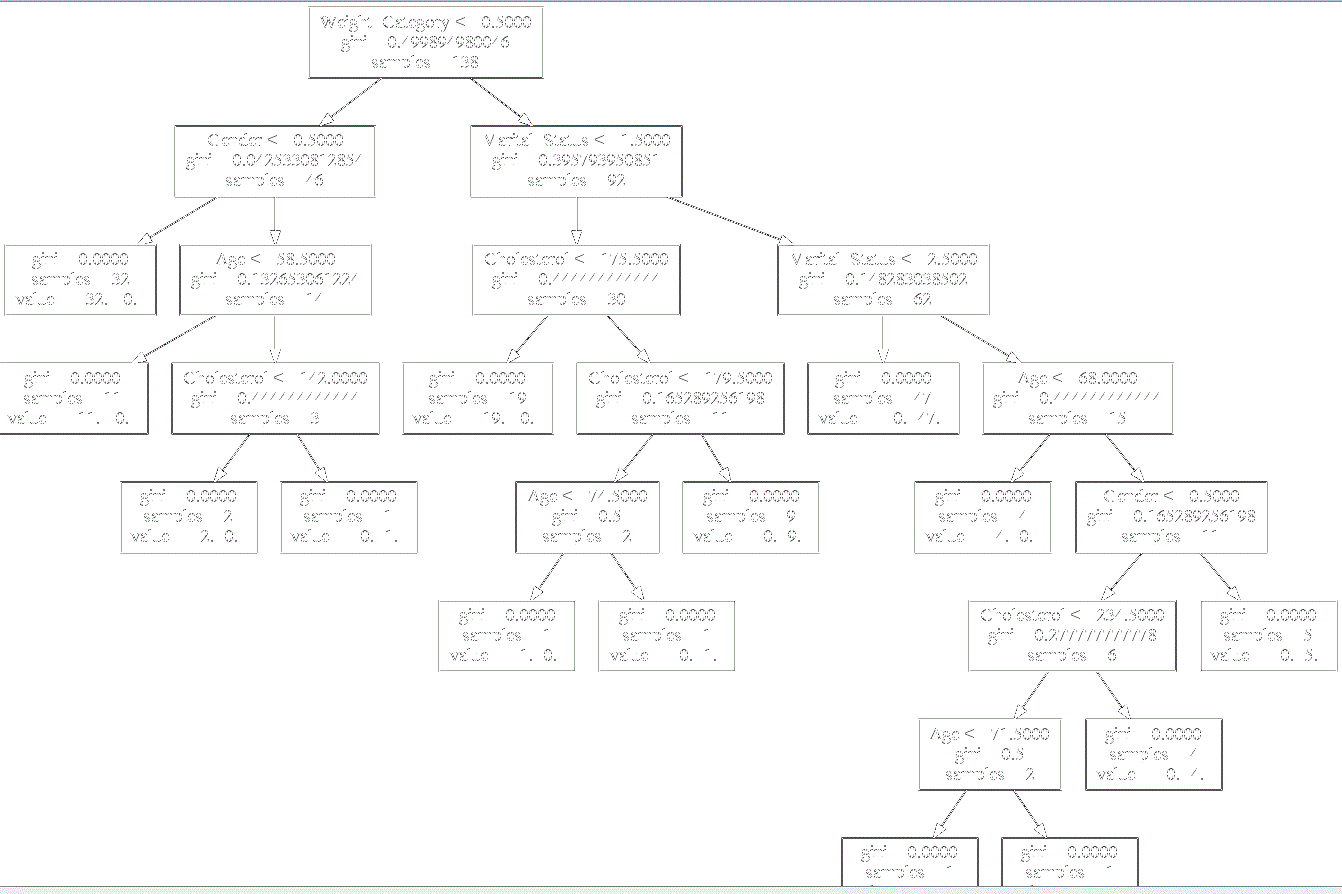 Weight Category < 0.5000
gini 0.499894980046
samples 138
Gender < 0.5000
gini 0.0425330812854
samples 46
Marital Status < 1.5000
gini 0.395793950851
samples 92
gini 0.0000
samples 32
value 32. 0.
Age < 58.5000
gini 0.132653061224
samples 14
Cholesterol < 175.5000
gini 0.444444444444
samples 30
Marital Status < 2.5000
gini 0.148283038502
samples 62
gini 0.0000
samples 11
value 11. 0.
Cholesterol < 142.0000
gini 0.444444444444
samples 3
gini 0.0000
samples 19
value 19. 0.
Cholesterol < 179.5000
gini 0.165289256198
samples 11
gini 0.0000
samples 47
value 0. 47.
Age < 68.0000
gini 0.444444444444
samples 15
gini 0.0000
samples 2
value 2. 0.
gini 0.0000
samples 1
value 0. 1.
Age < 74.5000
gini 0.5
samples 2
gini 0.0000
samples 9
value 0. 9.
gini 0.0000
samples 4
value 4. 0.
Gender < 0.5000
gini 0.165289256198
samples 11
gini 0.0000
samples 1
value 1. 0.
gini 0.0000
samples 1
value 0. 1.
Cholesterol < 234.5000
gini 0.277777777778
samples 6
gini 0.0000
samples 5
value 0. 5.
Age < 71.5000
gini 0.5
samples 2
gini 0.0000
samples 4
value 0. 4.
gini 0.0000
samples 1
gini 0.0000
samples 1